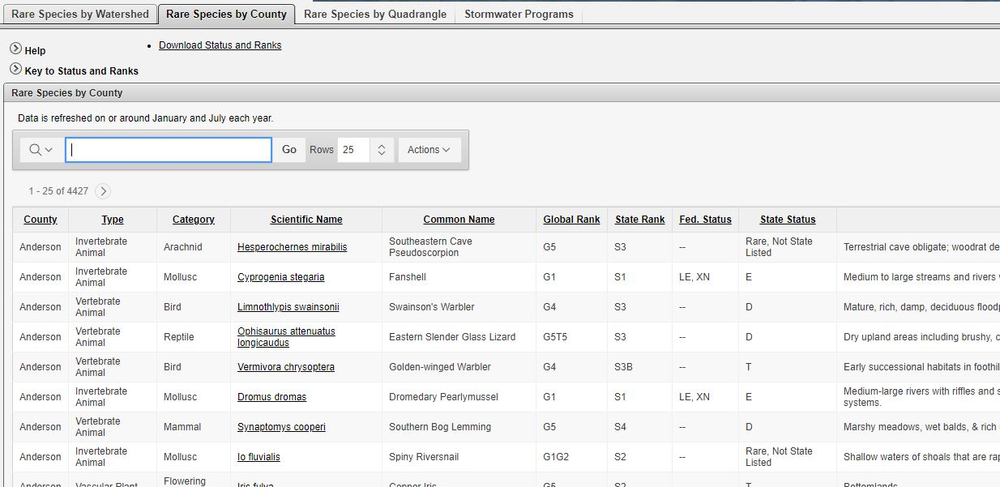 Rare Species by Watershed Rare Species by County Rare Species by Quadrangle Stormwater Programs
Help
• Download Status and Ranks
Key to Status and Ranks
Rare Species by County
Data is refreshed on or around January and July each year.
Go Rows 25 Actions
1 - 25 of 4427
County Type Category Scientific Name Common Name Global Rank State Rank Fed. Status State Status
Anderson Invertebrate Animal Arachnid Hesperochernes mirabilis Southeastern Cave Pseudoscorpion G5 S3 -- Rare, Not State Listed Terrestrial cave obligate; woodrat de
Anderson Invertebrate Animal Mollusc Cyprogenia stegaria Fanshell G1 S1 LE, XN E Medium to large streams and rivers
Anderson Vertebrate Animal Bird Limnothlypis swainsonii Swainson's Warbler G4 S3 -- D Mature, rich, damp, deciduous floodp
Anderson Vertebrate Animal Reptile Ophisaurus attenuatus longicaudus Eastern Slender Glass Lizard G5T5 S3 -- D Dry upland areas including brushy, c
Anderson Vertebrate Animal Bird Vermivora chrysoptera Golden-winged Warbler G4 S3B -- T Early successional habitats in foothil
Anderson Invertebrate Animal Mollusc Dromus dromas Dromedary Pearlymussel G1 S1 LE, XN E Medium-large rivers with riffles and s systems.
Anderson Vertebrate Animal Mammal Synaptomys cooperi Southern Bog Lemming G5 S4 -- D Marshy meadows, wet balds, & rich
Anderson Invertebrate Animal Mollusc Io fluvialis Spiny Riversnail G1G2 S2 -- Rare, Not State Listed Shallow waters of shoals that are rap
Anderson Vascular Plant Flowering Iris fulva Copper Iris G5 S2 -- T Bottomlands